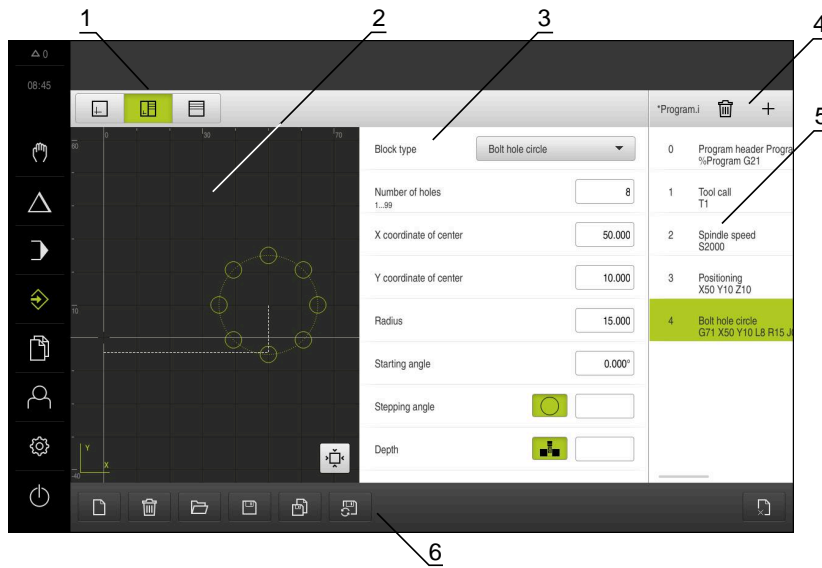 1
2
3
4
5
0
08:45
*Program.i
0
30
70
60
10
-40
Y
X
Block type
Bolt hole circle
Number of holes
1...99
8
X coordinate of center
50.000
Y coordinate of center
10.000
Radius
15.000
Starting angle
0.000°
Stepping angle
Depth
0
Program header Progra
%Program G21
1
Tool call
T1
2
Spindle speed
S2000
3
Positioning
X50 Y10 Z10
4
Bolt hole circle
G71 X50 Y10 L8 R15 J
6